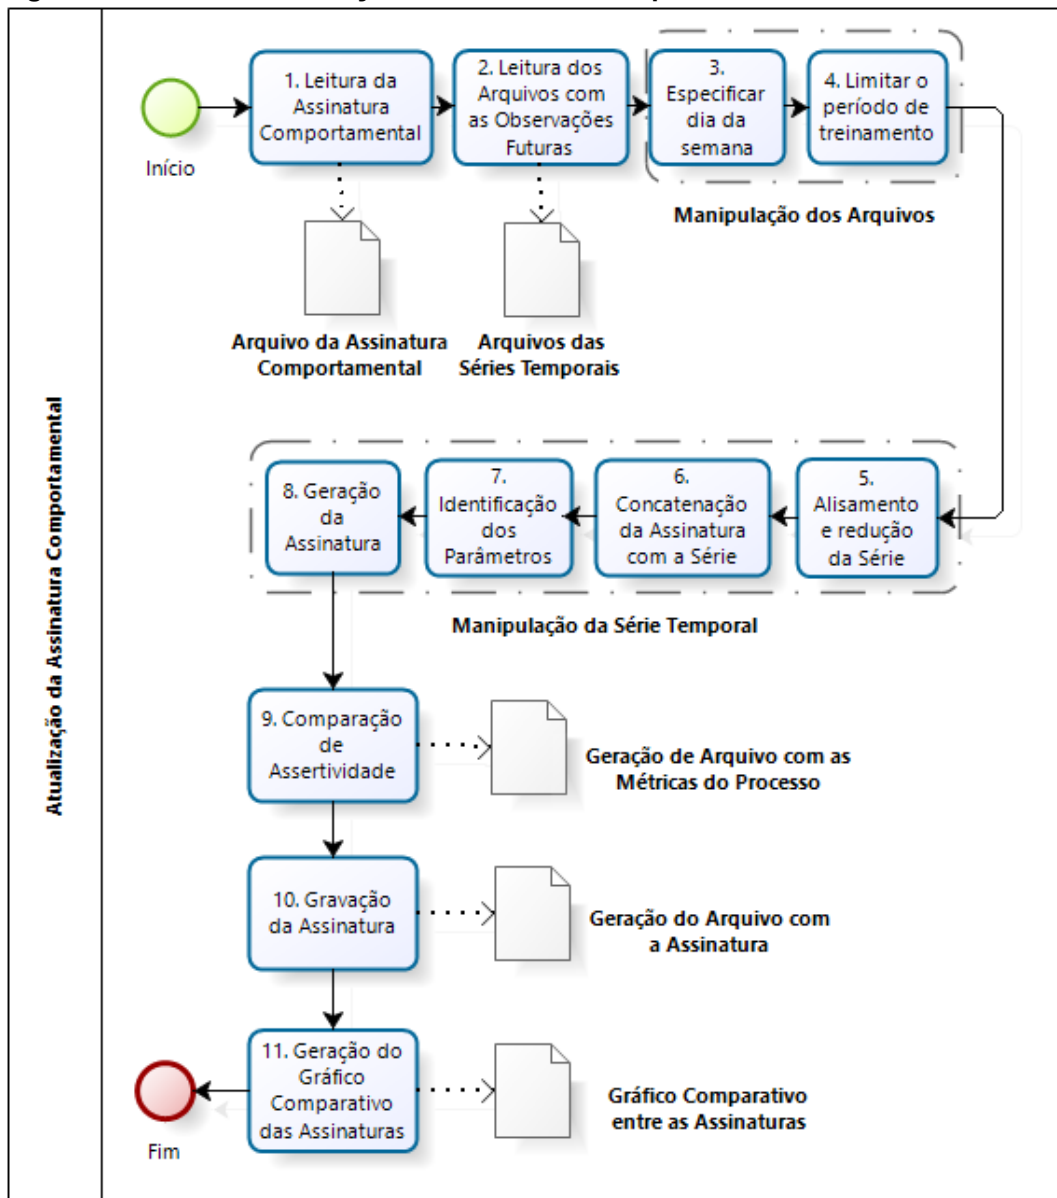 Atualização da Assinatura Comportamental
Início
1. Leitura da
Assinatura
Comportamental
2. Leitura dos
Arquivos com
as Observações
Futuras
3.
Especificar
dia da
semana
4. Limitar o
período de
treinamento
Manipulação dos Arquivos
Arquivo da Assinatura
Comportamental
Arquivos das
Séries Temporais
5.
Alisamento
e redução
da Série
6.
Concatenação
da Assinatura
com a Série
7.
Identificação
dos
Parâmetros
8. Geração
da
Assinatura
Manipulação da Série Temporal
9. Comparação
de
Assertividade
Geração de Arquivo com as
Métricas do Processo
10. Gravação
da Assinatura
Geração do Arquivo com
a Assinatura
11. Geração do
Gráfico
Comparativo
das Assinaturas
Gráfico Comparativo
entre as Assinaturas
Fim